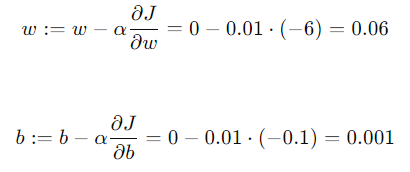 w := w − α ∂J/∂w = 0 − 0.01 · (−6) = 0.06
b := b − α ∂J/∂b = 0 − 0.01 · (−0.1) = 0.001